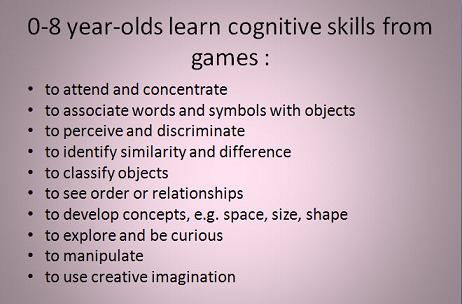 0-8 year-olds learn cognitive skills from
games :
• to attend and concentrate
• to associate words and symbols with objects
• to perceive and discriminate
• to identify similarity and difference
• to classify objects
• to see order or relationships
• to develop concepts, e.g. space, size, shape
• to explore and be curious
• to manipulate
• to use creative imagination